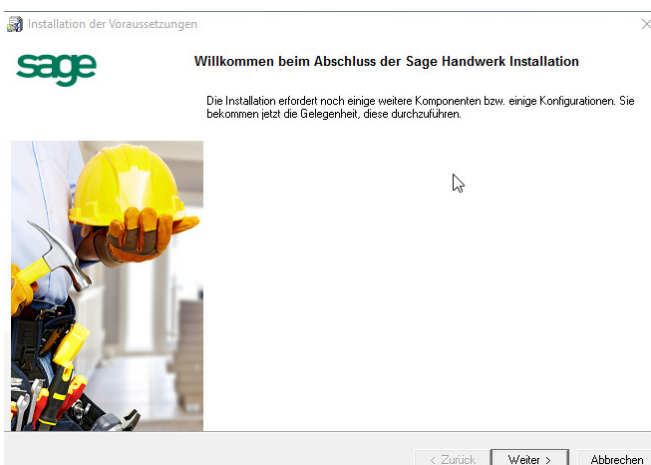 Installation der Voraussetzungen
sage
Willkommen beim Abschluss der Sage Handwerk Installation
Die Installation erfordert noch einige weitere Komponenten bzw. einige Konfigurationen. Sie
bekommen jetzt die Gelegenheit, diese durchzuführen.
< Zurück Weiter > Abbrechen